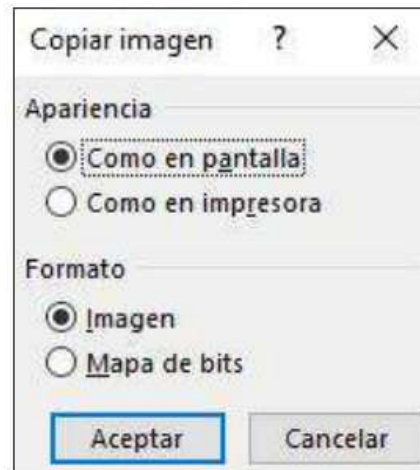 Copiar imagen ? ×
Apariencia
Como en pantalla
Como en impresora
Formato
Imagen
Mapa de bits
Aceptar Cancelar